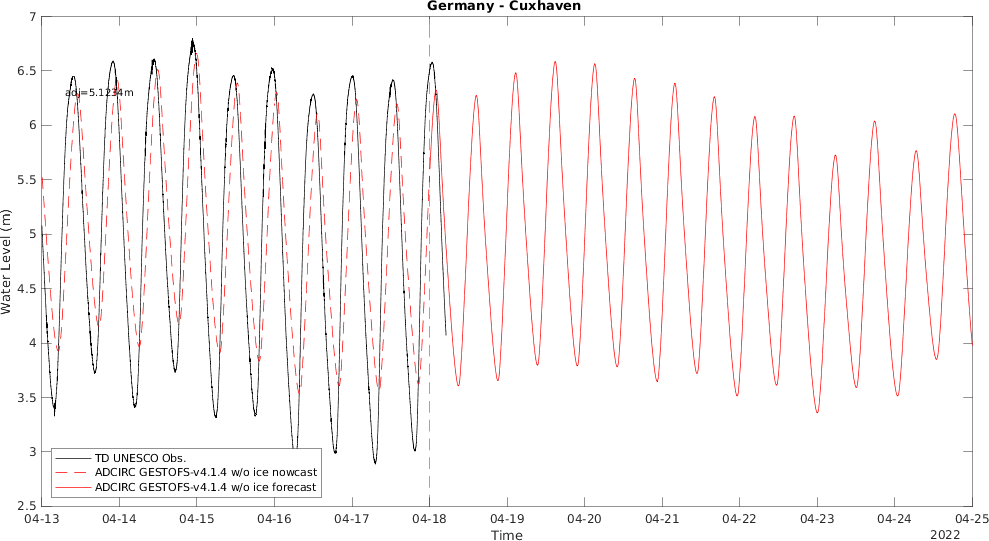 Germany - Cuxhaven
7
6.5
6
5.5
5
4.5
4
3.5
3
2.5
Water Level (m)
adj=5.1234m
TD UNESCO Obs.
ADCIRC GESTOFS-v4.1.4 w/o ice nowcast
ADCIRC GESTOFS-v4.1.4 w/o ice forecast
04-13 04-14 04-15 04-16 04-17 04-18 04-19 04-20 04-21 04-22 04-23 04-24 04-25
Time
2022